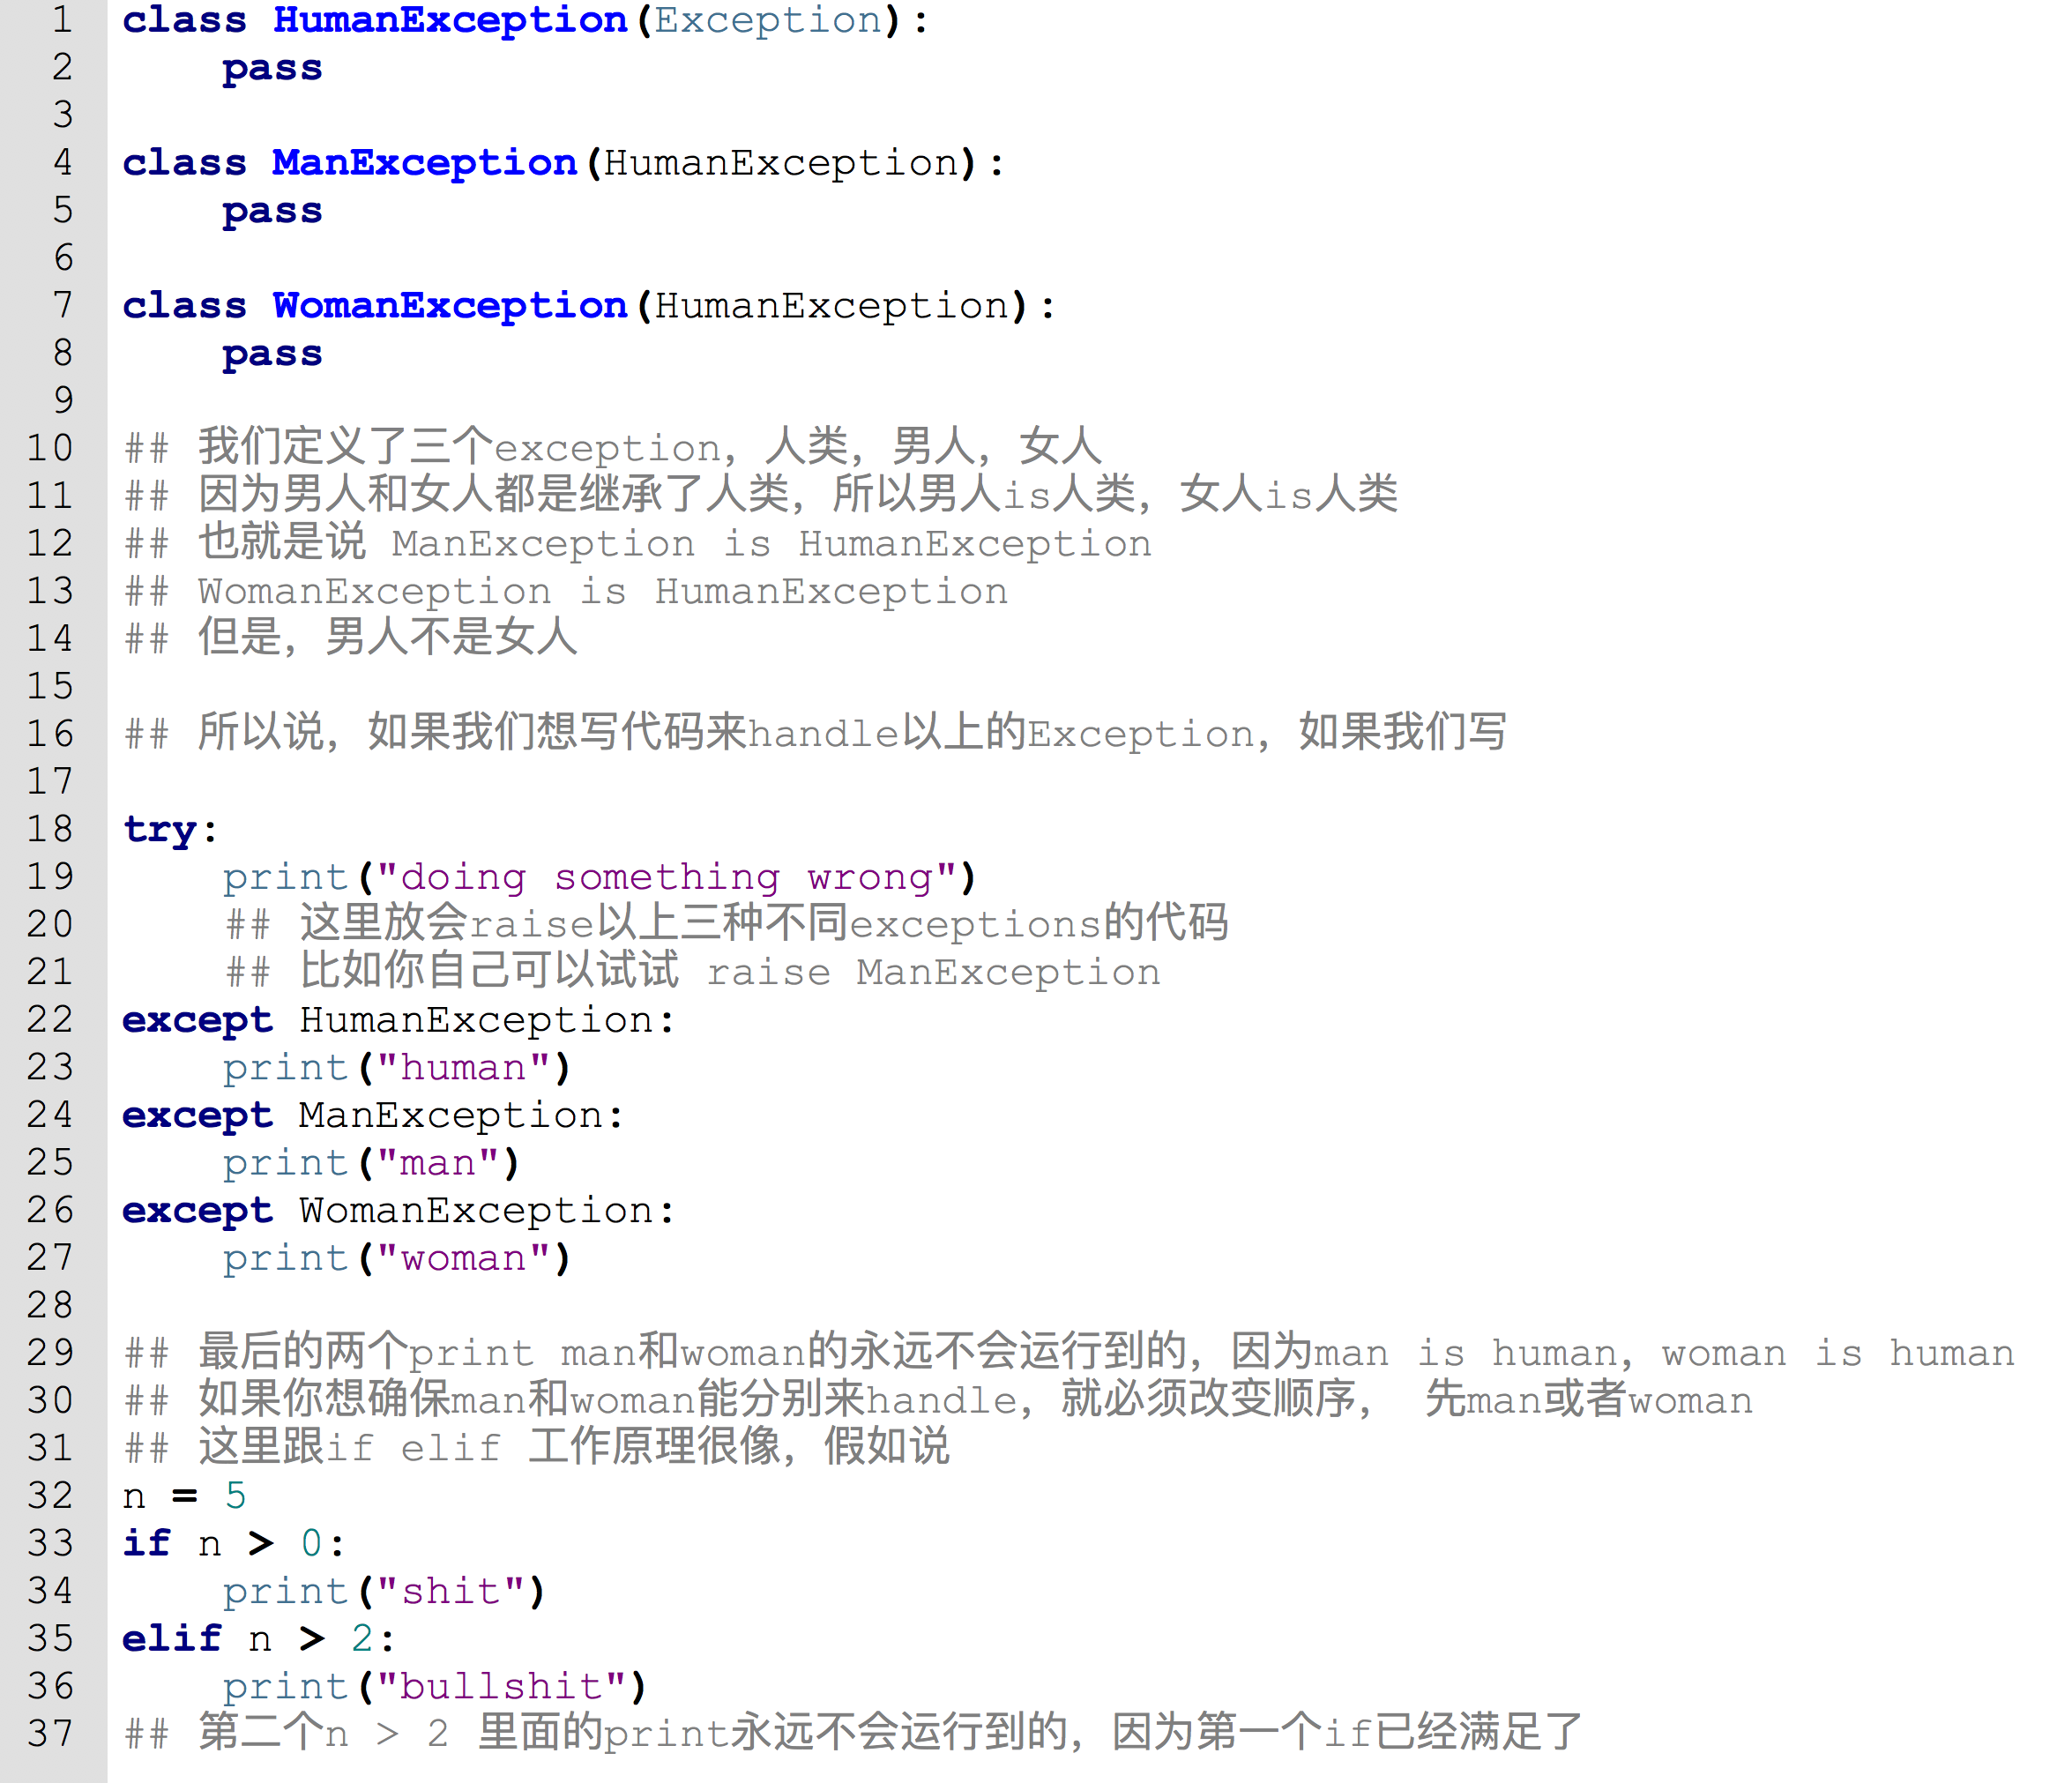 1 class HumanException(Exception):
2     pass
3
4 class ManException(HumanException):
5     pass
6
7 class WomanException(HumanException):
8     pass
9
10 ## 我们定义了三个exception，人类，男人，女人
11 ## 因为男人和女人都是继承了人类，所以男人is人类，女人is人类
12 ## 也就是说 ManException is HumanException
13 ## WomanException is HumanException
14 ## 但是，男人不是女人
15
16 ## 所以说，如果我们想写代码来handle以上的Exception，如果我们写
17
18 try:
19     print("doing something wrong")
20     ## 这里放会raise以上三种不同exceptions的代码
21     ## 比如你自己可以试试 raise ManException
22 except HumanException:
23     print("human")
24 except ManException:
25     print("man")
26 except WomanException:
27     print("woman")
28
29 ## 最后的两个print man和woman的永远不会运行到的，因为man is human, woman is human
30 ## 如果你想确保man和woman能分别来handle，就必须改变顺序， 先man或者woman
31 ## 这里跟if elif 工作原理很像，假如说
32 n = 5
33 if n > 0:
34     print("shit")
35 elif n > 2:
36     print("bullshit")
37 ## 第二个n > 2 里面的print永远不会运行到的，因为第一个if已经满足了